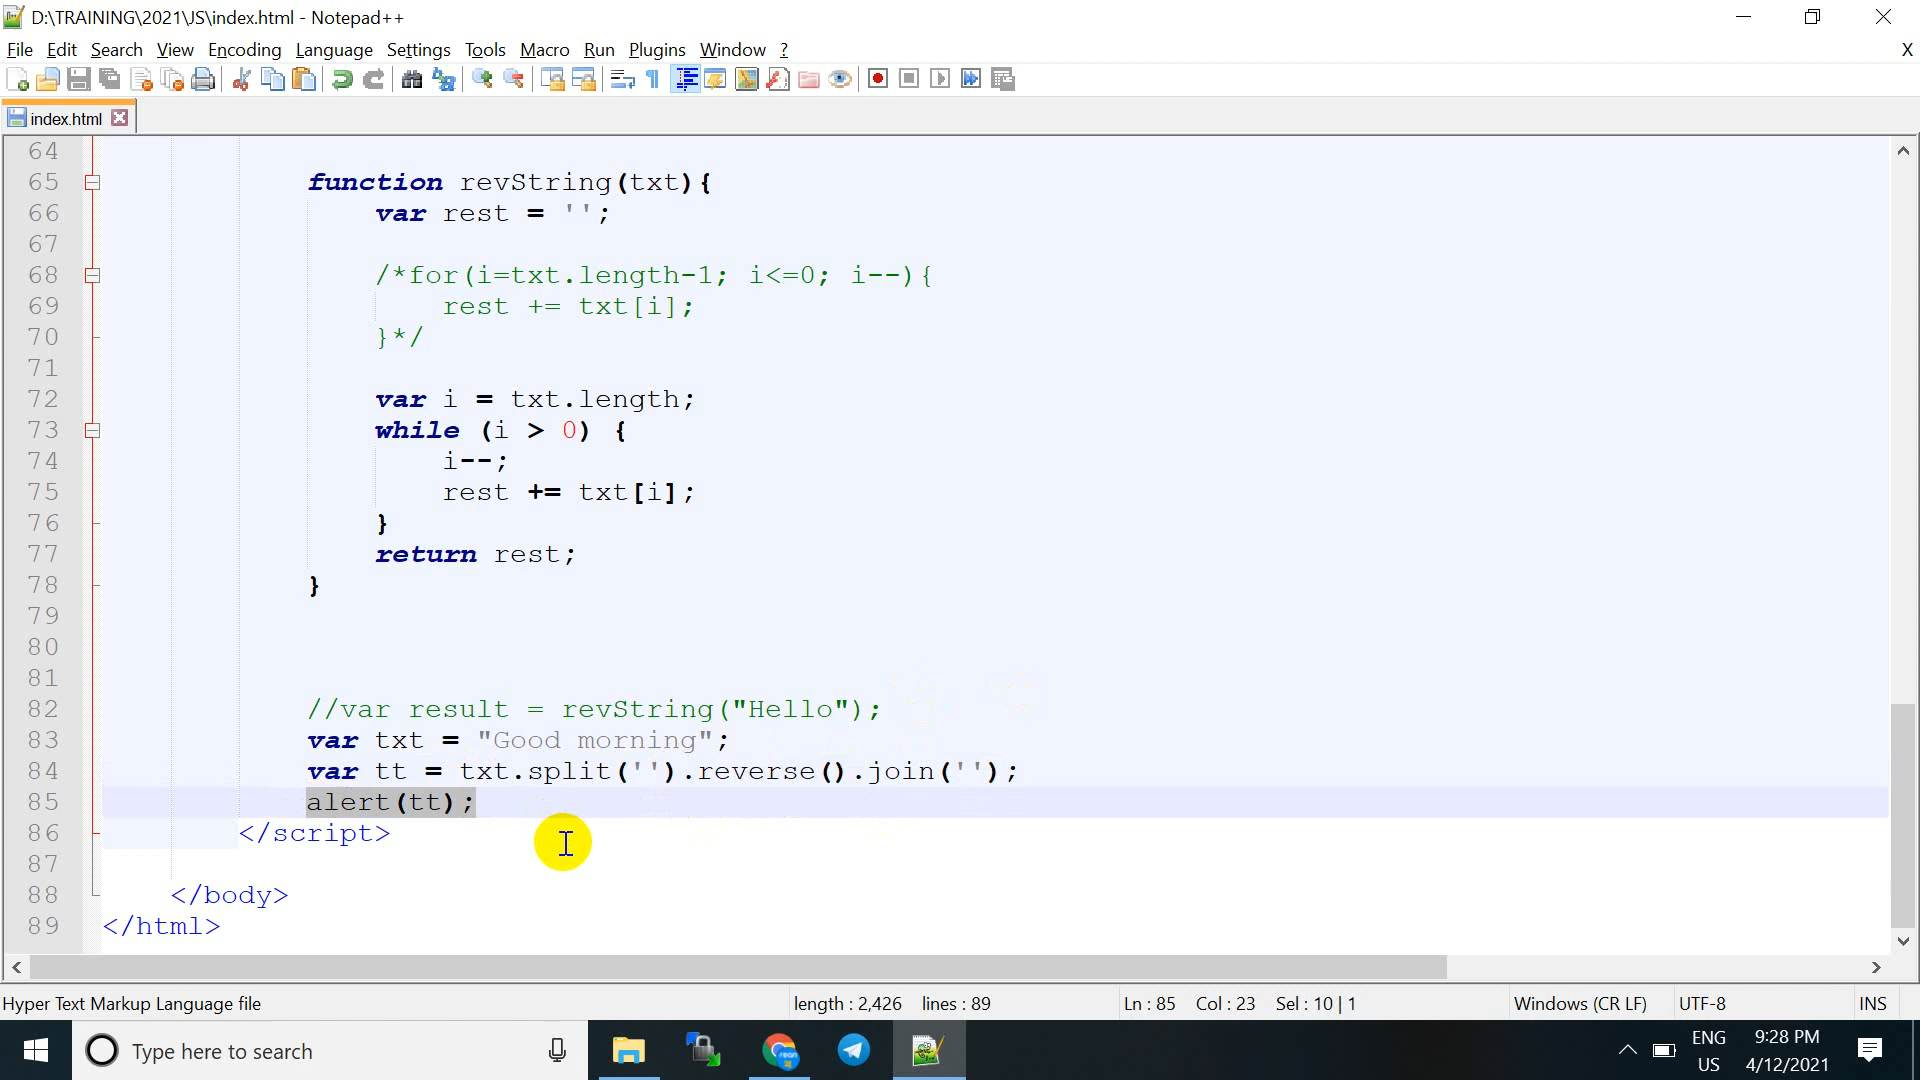 D:\TRAINING\2021\JS\index.html - Notepad++
File Edit Search View Encoding Language Settings Tools Macro Run Plugins Window ? X
index.html
64
65 function revString(txt){
66 var rest = '';
67
68 /*for(i=txt.length-1; i<=0; i--){
69 rest += txt[i];
70 }*/
71
72 var i = txt.length;
73 while (i > 0) {
74 i--;
75 rest += txt[i];
76 }
77 return rest;
78 }
79
80
81
82 //var result = revString("Hello");
83 var txt = "Good morning";
84 var tt = txt.split('').reverse().join('');
85 alert(tt);
86 </script>
87
88 </body>
89 </html>
Hyper Text Markup Language file length : 2,426 lines : 89 Ln : 85 Col : 23 Sel : 10 | 1 Windows (CR LF) UTF-8 INS
Type here to search
ENG
US
9:28 PM
4/12/2021